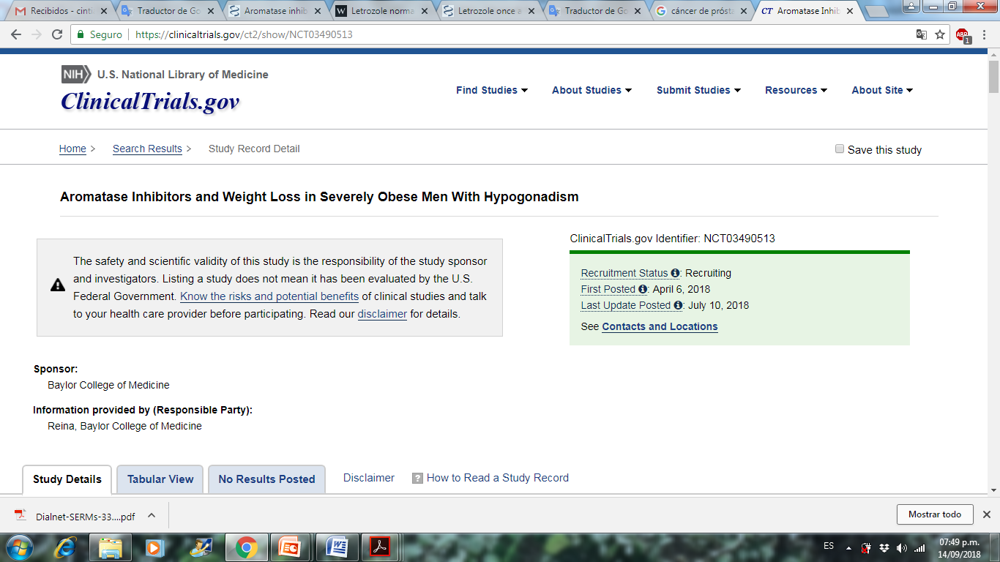 Recibidos - cinti
Traductor de Go
Aromatase inhib
Letrozole norma
Letrozole once a
Traductor de Go
cáncer de prósta
CT Aromatase Inhib
Seguro https://clinicaltrials.gov/ct2/show/NCT03490513
ABP
1
NIH U.S. National Library of Medicine
ClinicalTrials.gov
Find Studies About Studies Submit Studies Resources About Site
Home > Search Results > Study Record Detail
Save this study
Aromatase Inhibitors and Weight Loss in Severely Obese Men With Hypogonadism
The safety and scientific validity of this study is the responsibility of the study sponsor
and investigators. Listing a study does not mean it has been evaluated by the U.S.
Federal Government. Know the risks and potential benefits of clinical studies and talk
to your health care provider before participating. Read our disclaimer for details.
ClinicalTrials.gov Identifier: NCT03490513
Recruitment Status : Recruiting
First Posted : April 6, 2018
Last Update Posted : July 10, 2018
See Contacts and Locations
Sponsor:
Baylor College of Medicine
Information provided by (Responsible Party):
Reina, Baylor College of Medicine
Study Details Tabular View No Results Posted Disclaimer ? How to Read a Study Record
Dialnet-SERMs-33....pdf
Mostrar todo
ES
07:49 p.m.
14/09/2018